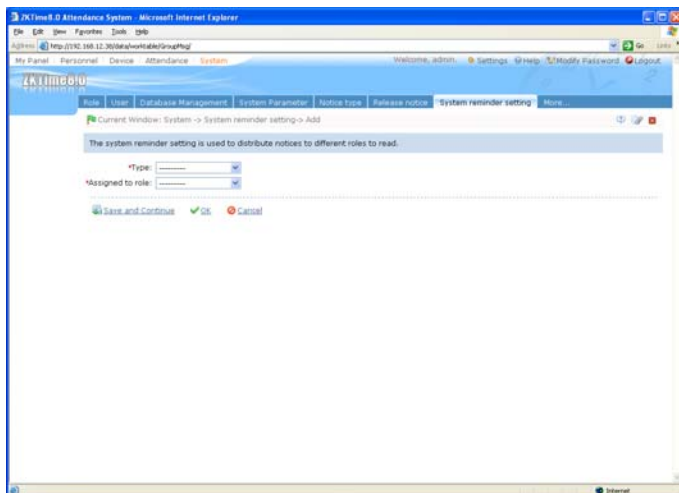 ZKTime8.0 Attendance System - Microsoft Internet Explorer
File Edit View Favorites Tools Help
Address http://192.168.12.38/data/worktable/GroupMsg/ Go Links
My Panel Personnel Device Attendance System Welcome, admin. Settings Help Modify Password Logout
ZKTime8.0
Role User Database Management System Parameter Notice type Release notice System reminder setting More...
Current Window: System -> System reminder setting-> Add
The system reminder setting is used to distribute notices to different roles to read.
*Type: ---------
*Assigned to role: ---------
Save and Continue OK Cancel
Internet